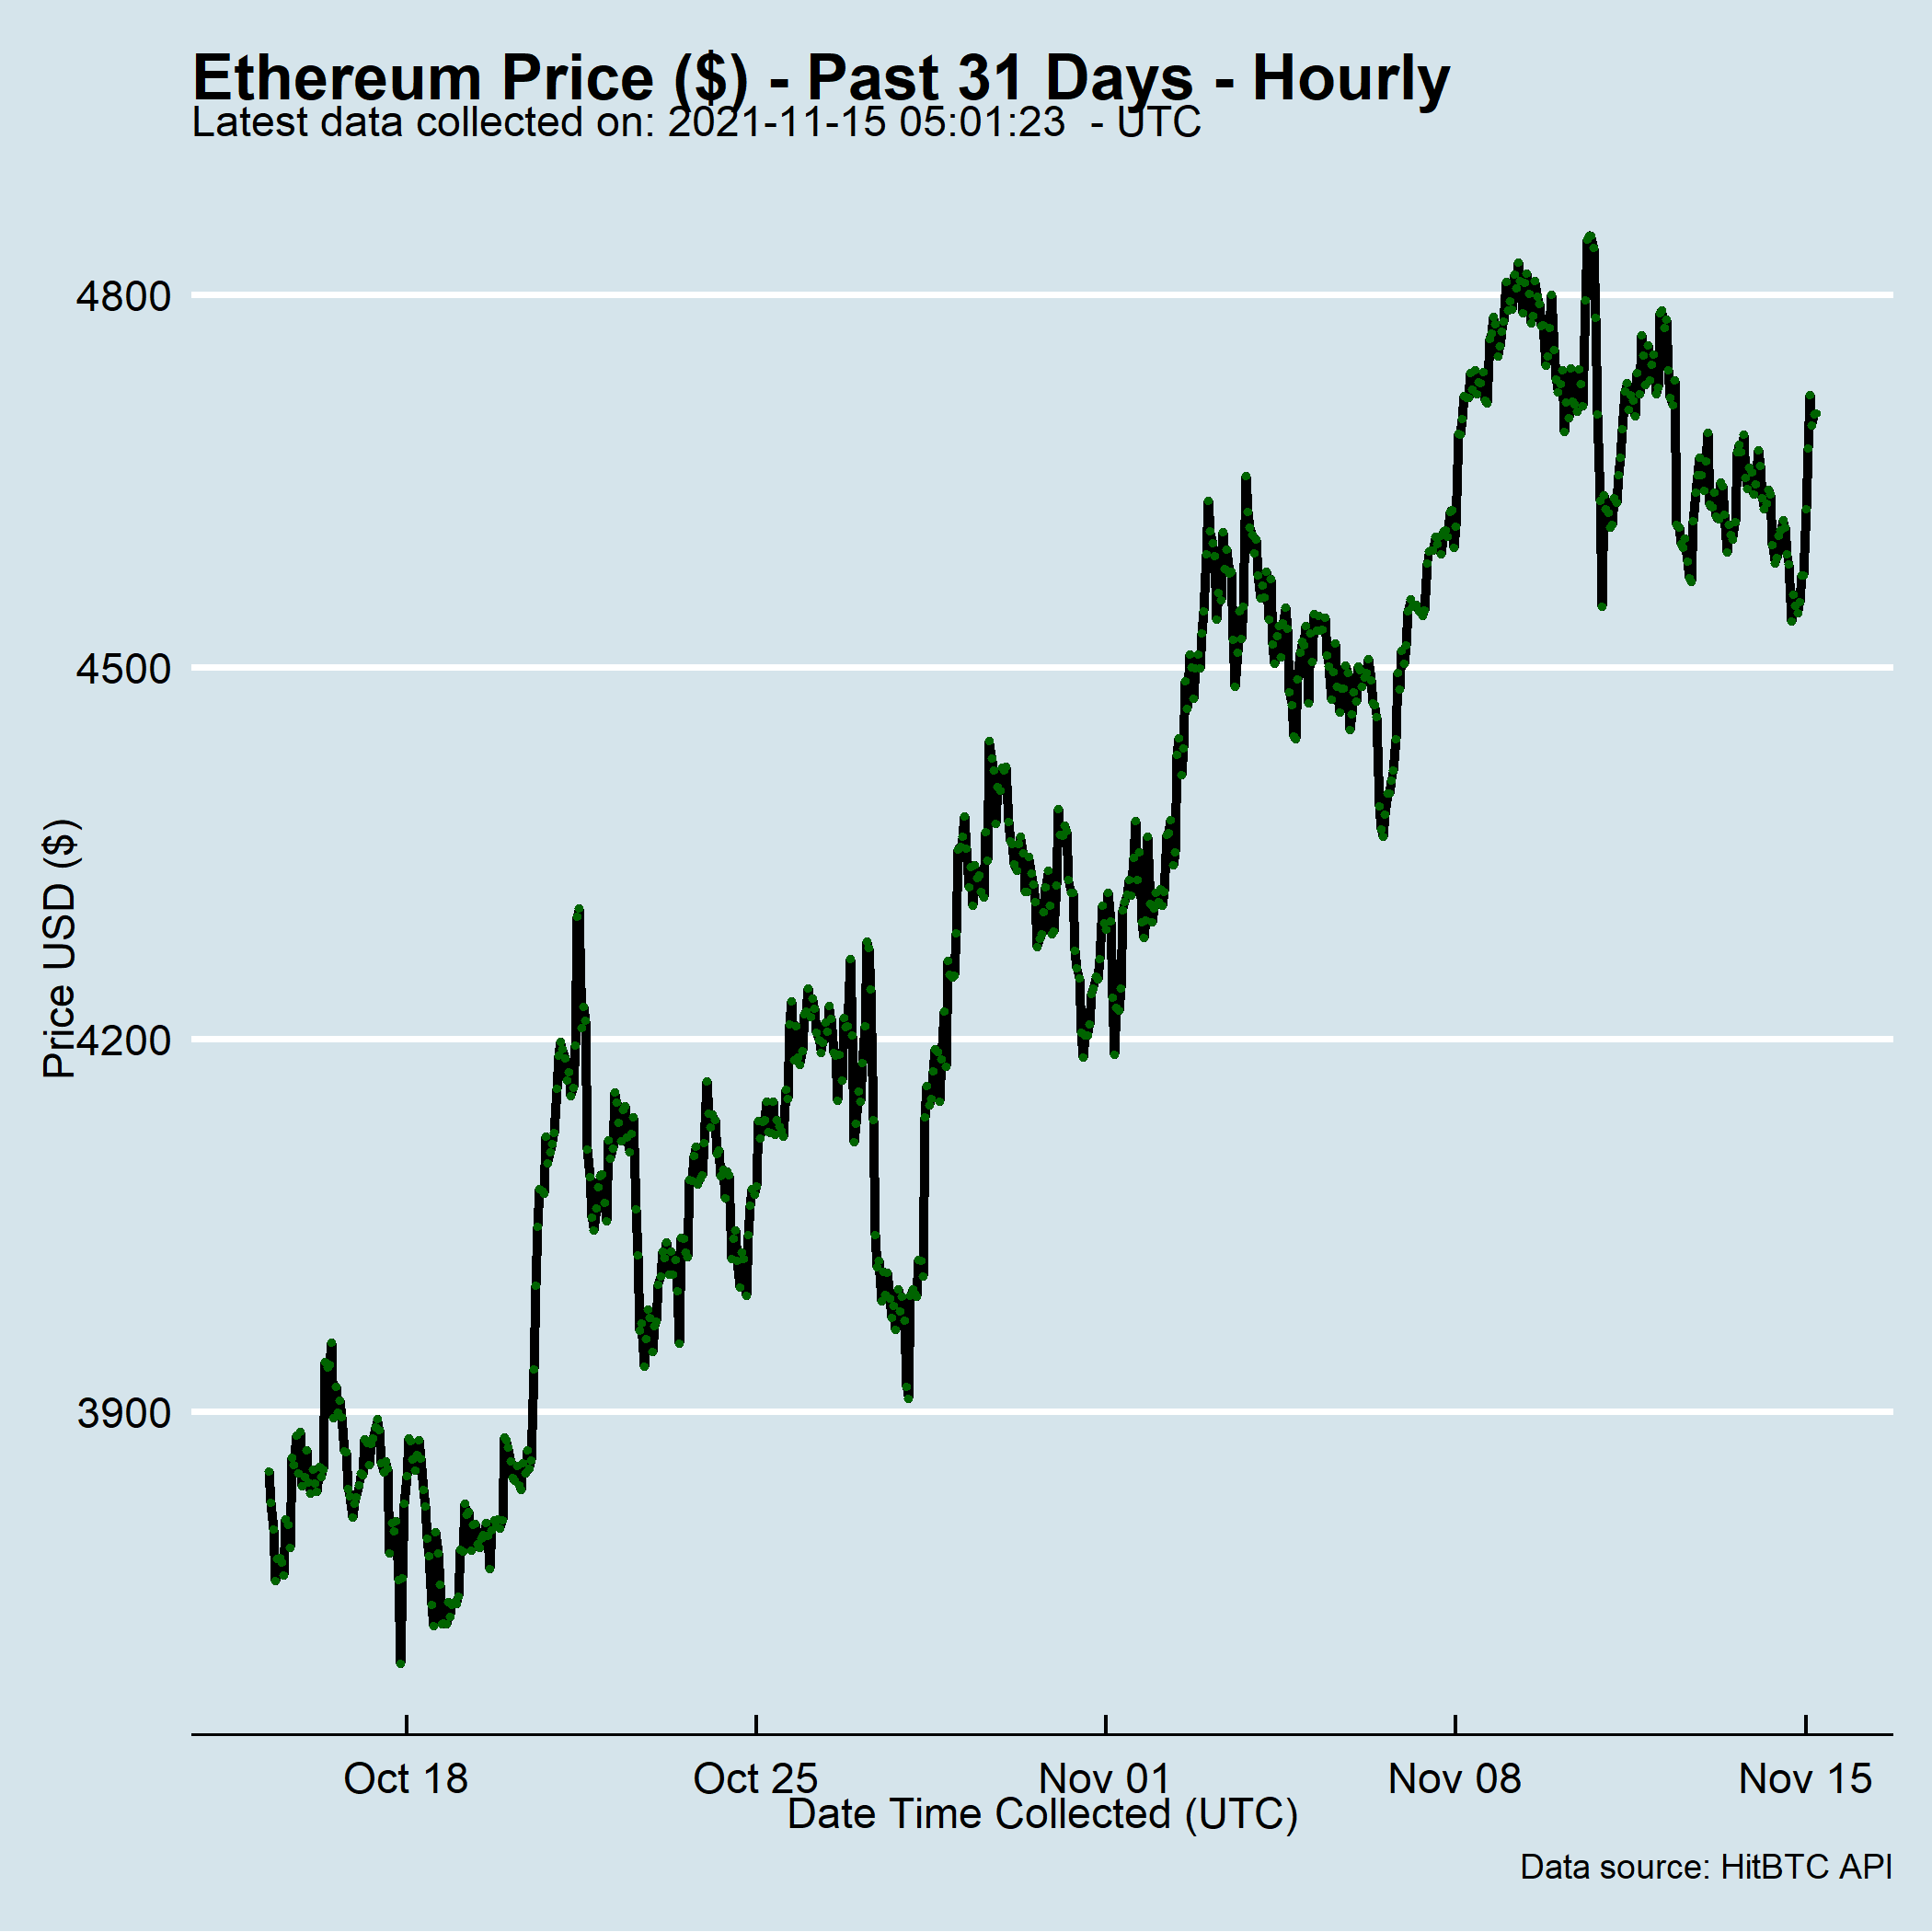 Ethereum Price ($) - Past 31 Days - Hourly
Latest data collected on: 2021-11-15 05:01:23  - UTC
4800
4500
4200
3900
Price USD ($)
Oct 18
Oct 25
Nov 01
Nov 08
Nov 15
Date Time Collected (UTC)
Data source: HitBTC API